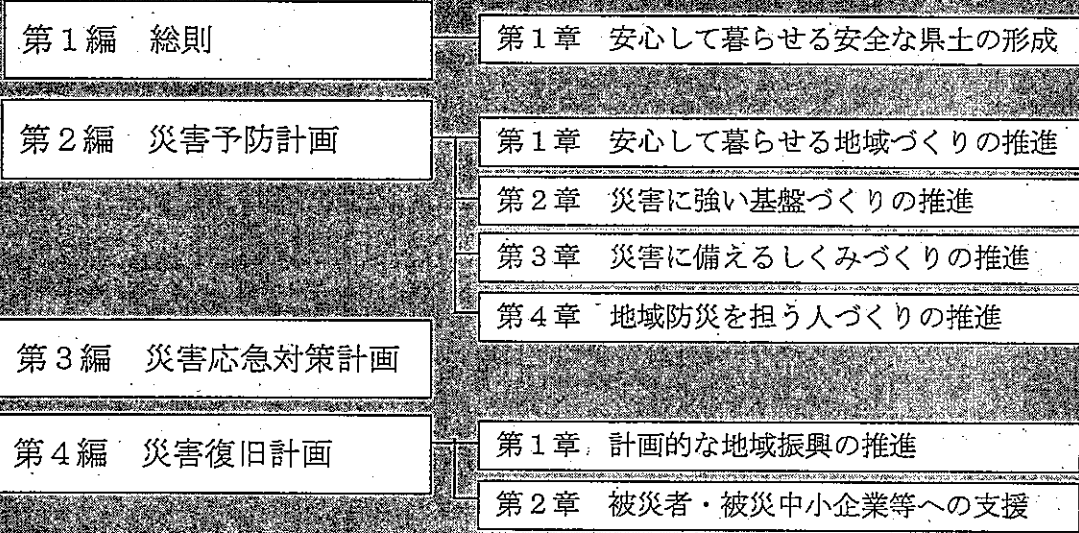 第1編 総則
第1章 安心して暮らせる安全な県土の形成
第2編 災害予防計画
第1章 安心して暮らせる地域づくりの推進
第2章 災害に強い基盤づくりの推進
第3章 災害に備えるしくみづくりの推進
第4章 地域防災を担う人づくりの推進
第3編 災害応急対策計画
第4編 災害復旧計画
第1章 計画的な地域振興の推進
第2章 被災者・被災中小企業等への支援